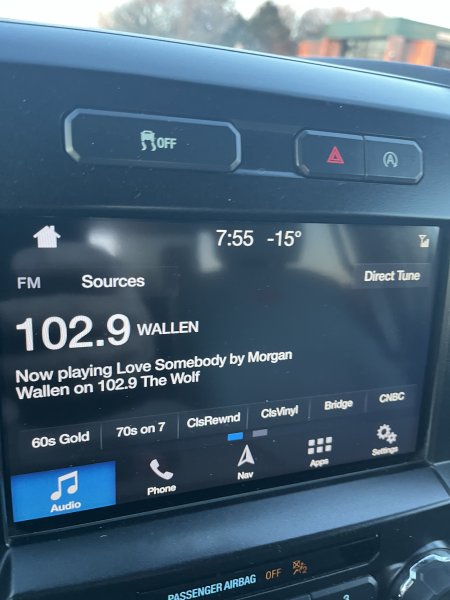 OFF
A
7:55 -15°
FM Sources Direct Tune
102.9 WALLEN
Now playing Love Somebody by Morgan
Wallen on 102.9 The Wolf
60s Gold 70s on 7 ClsRewnd ClsVinyl Bridge CNBC
Audio Phone Nav Apps Settings
PASSENGER AIRBAG OFF
3